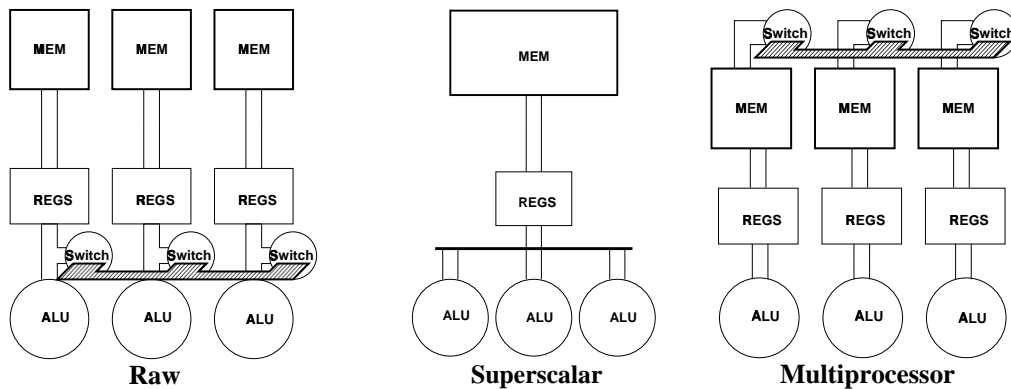 MEM MEM MEM
REGS REGS REGS
Switch Switch Switch
ALU ALU ALU
Raw
MEM
REGS
ALU ALU ALU
Superscalar
Switch Switch Switch
MEM MEM MEM
REGS REGS REGS
ALU ALU ALU
Multiprocessor